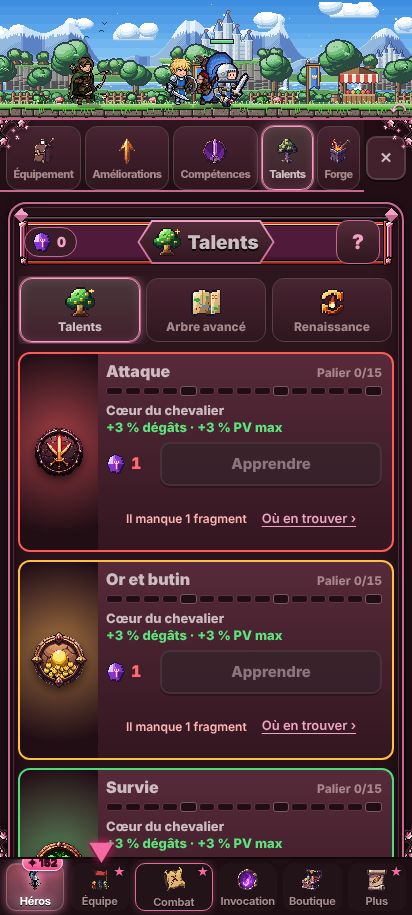 Équipement
Améliorations
Compétences
Talents
Forge
×
0
Talents
?
Talents
Arbre avancé
Renaissance
Attaque
Palier 0/15
Cœur du chevalier
+3 % dégâts · +3 % PV max
1
Apprendre
Il manque 1 fragment
Où en trouver ›
Or et butin
Palier 0/15
Cœur du chevalier
+3 % dégâts · +3 % PV max
1
Apprendre
Il manque 1 fragment
Où en trouver ›
Survie
Palier 0/15
Cœur du chevalier
+3 % dégâts · +3 % PV max
Héros
Équipe
Combat
Invocation
Boutique
Plus